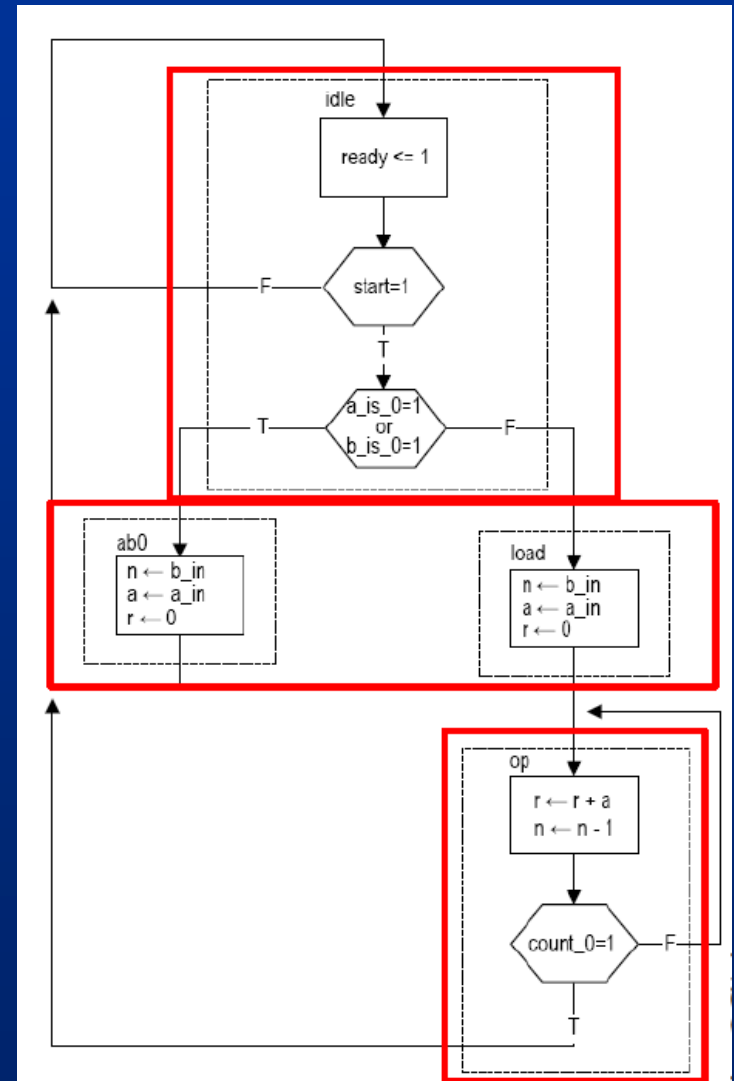 idle
ready <= 1
F
start=1
T
a_is_0=1
or
b_is_0=1
T
F
ab0
n ← b_in
a ← a_in
r ← 0
load
n ← b_in
a ← a_in
r ← 0
op
r ← r + a
n ← n - 1
count_0=1
F
T